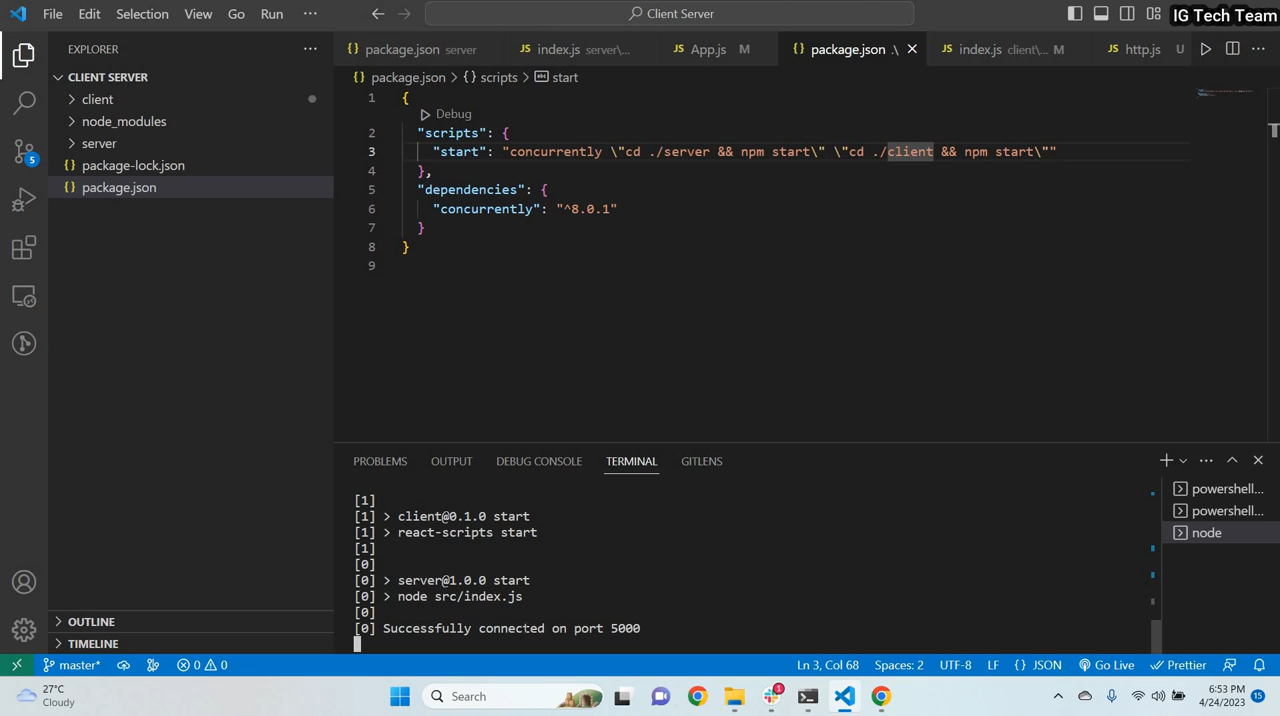 File Edit Selection View Go Run ··· Client Server IG Tech Team
EXPLORER ···
CLIENT SERVER
client
node_modules
server
package-lock.json
package.json
OUTLINE
TIMELINE
package.json server index.js server\... App.js M package.json .\ index.js client\... M http.js U
package.json > scripts > start
1 {
Debug
2 "scripts": {
3 "start": "concurrently \"cd ./server && npm start\" \"cd ./client && npm start\""
4 },
5 "dependencies": {
6 "concurrently": "^8.0.1"
7 }
8 }
9
PROBLEMS OUTPUT DEBUG CONSOLE TERMINAL GITLENS
[1]
[1] > client@0.1.0 start
[1] > react-scripts start
[1]
[0]
[0] > server@1.0.0 start
[0] > node src/index.js
[0]
[0] Successfully connected on port 5000
powershell...
powershell...
node
5
master* 0 0 Ln 3, Col 68 Spaces: 2 UTF-8 LF {} JSON Go Live Prettier
27°C
Cloudy
Search
1
6:53 PM
4/24/2023
15